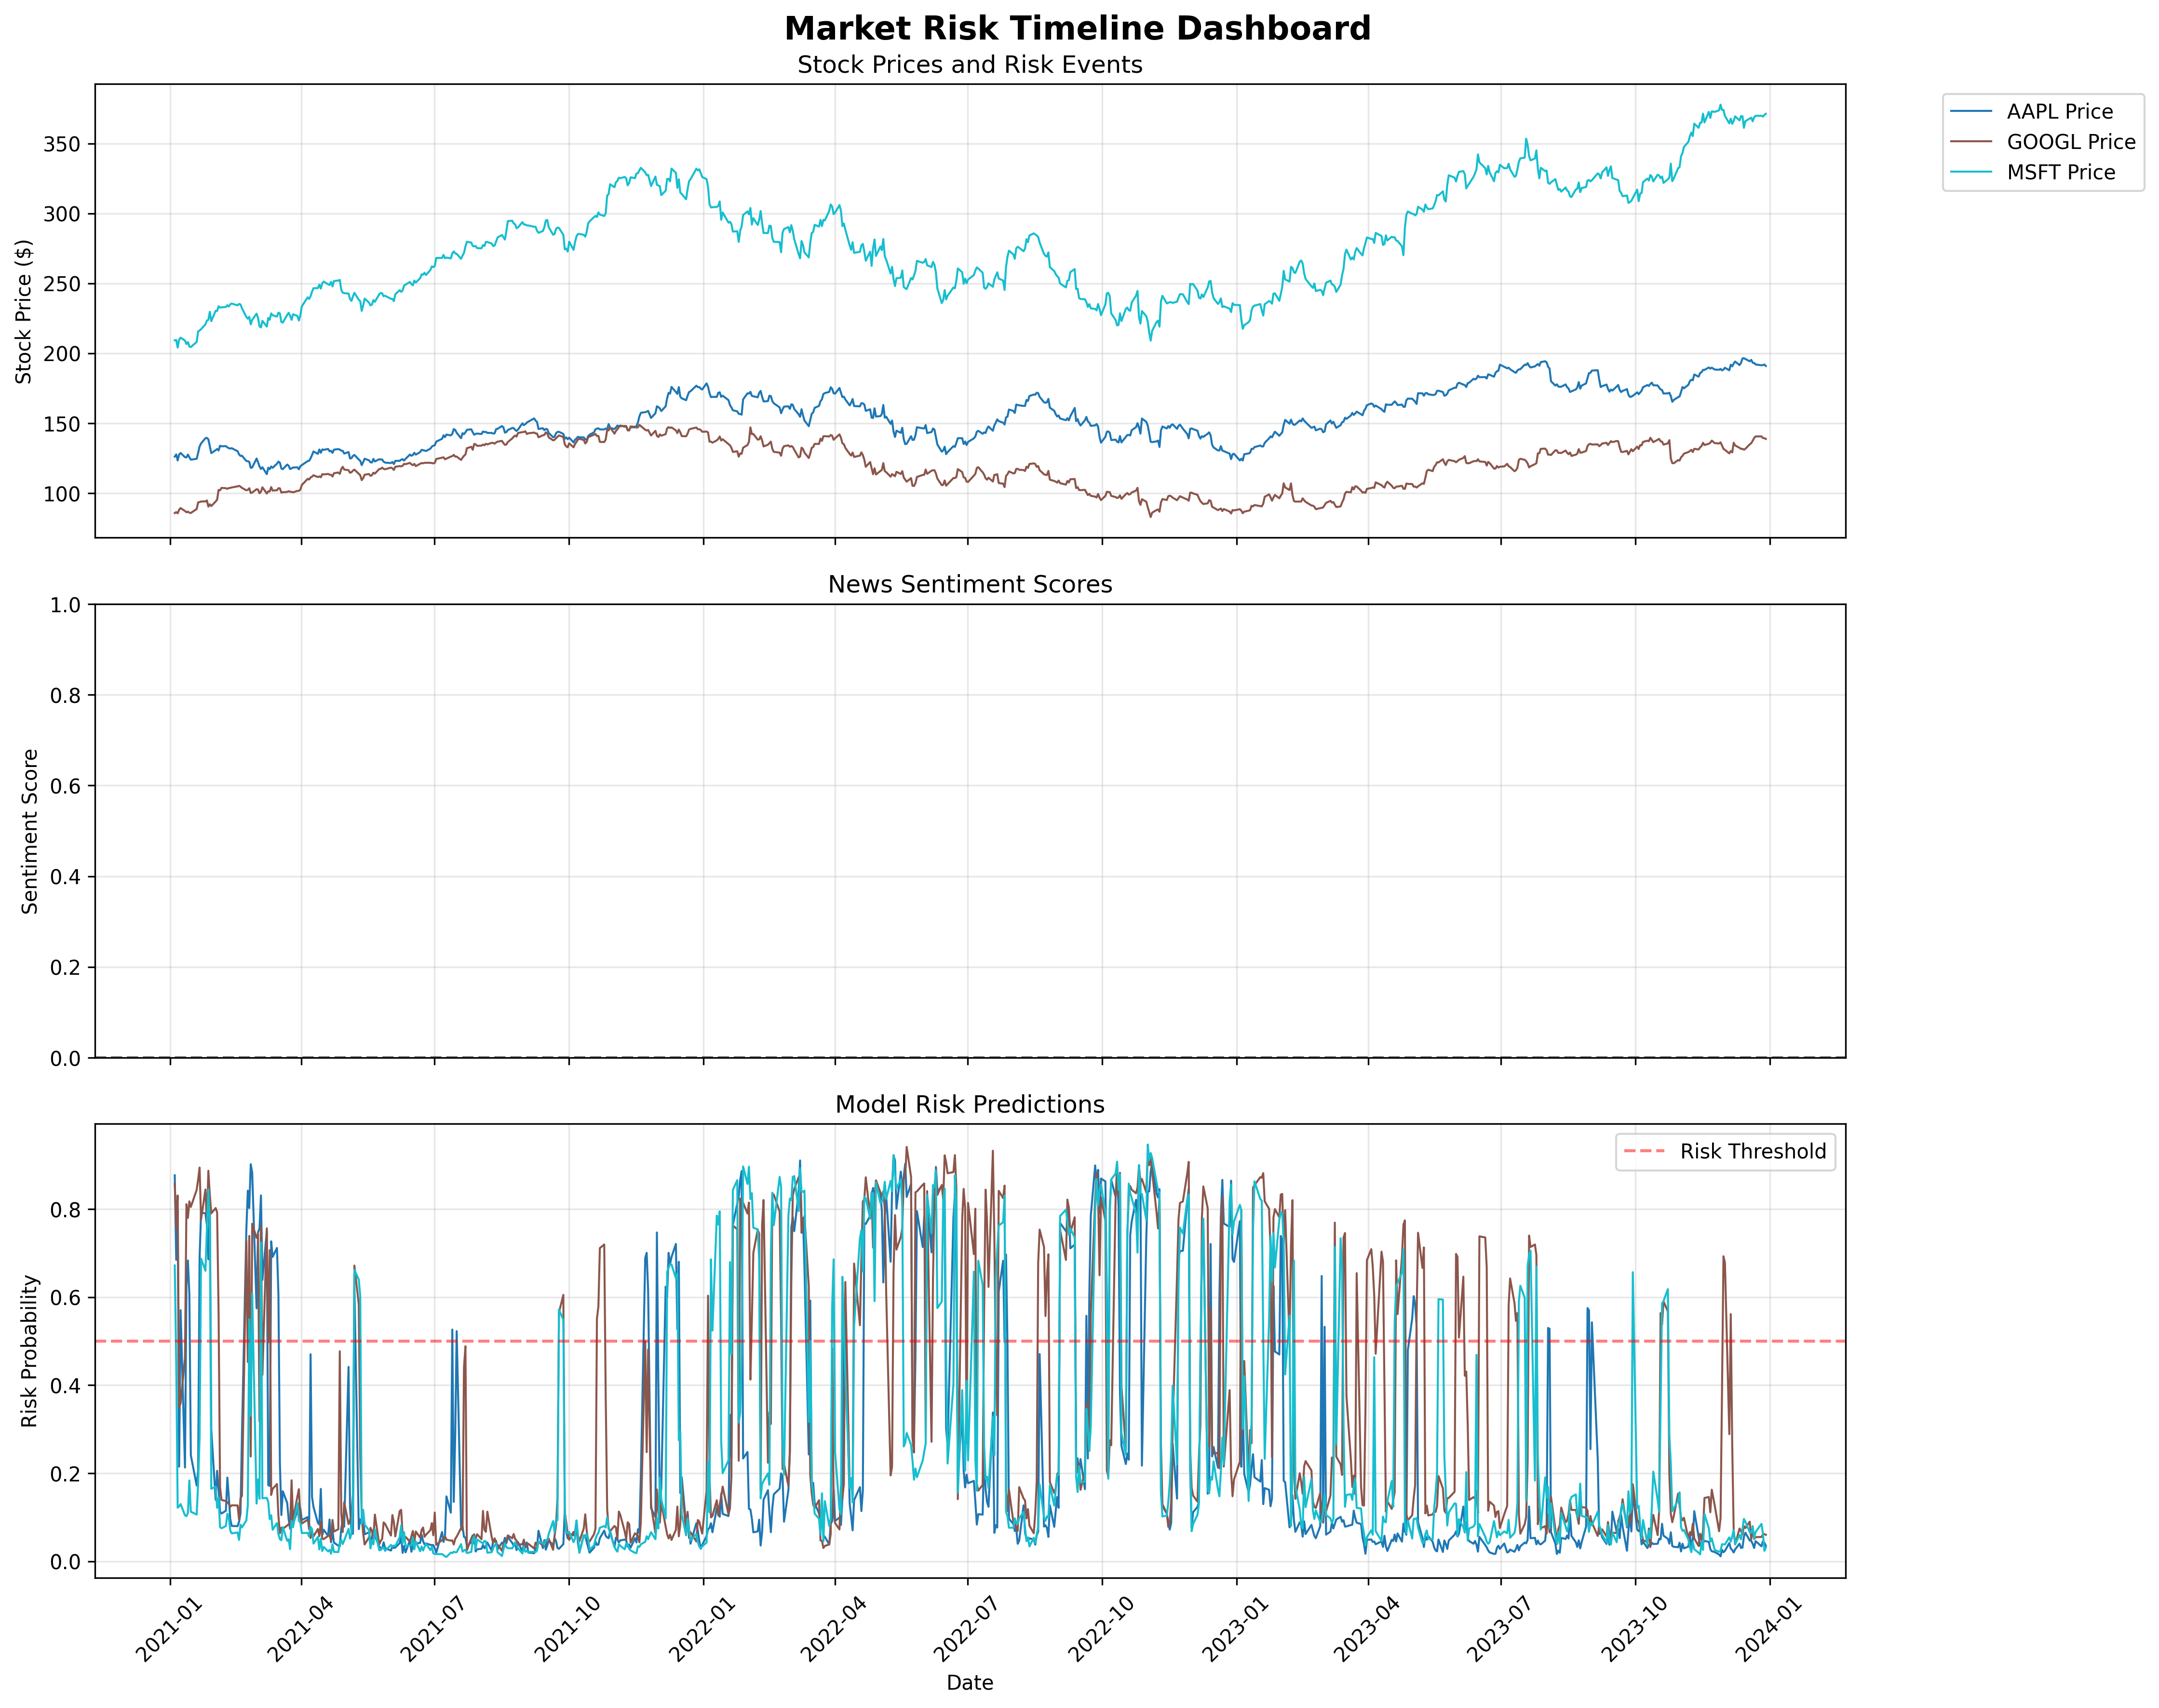 Market Risk Timeline Dashboard
Stock Prices and Risk Events
Stock Price ($)
350
300
250
200
150
100
AAPL Price
GOOGL Price
MSFT Price
News Sentiment Scores
Sentiment Score
1.0
0.8
0.6
0.4
0.2
0.0
Model Risk Predictions
Risk Probability
0.8
0.6
0.4
0.2
0.0
Risk Threshold
2021-01
2021-04
2021-07
2021-10
2022-01
2022-04
2022-07
2022-10
2023-01
2023-04
2023-07
2023-10
2024-01
Date